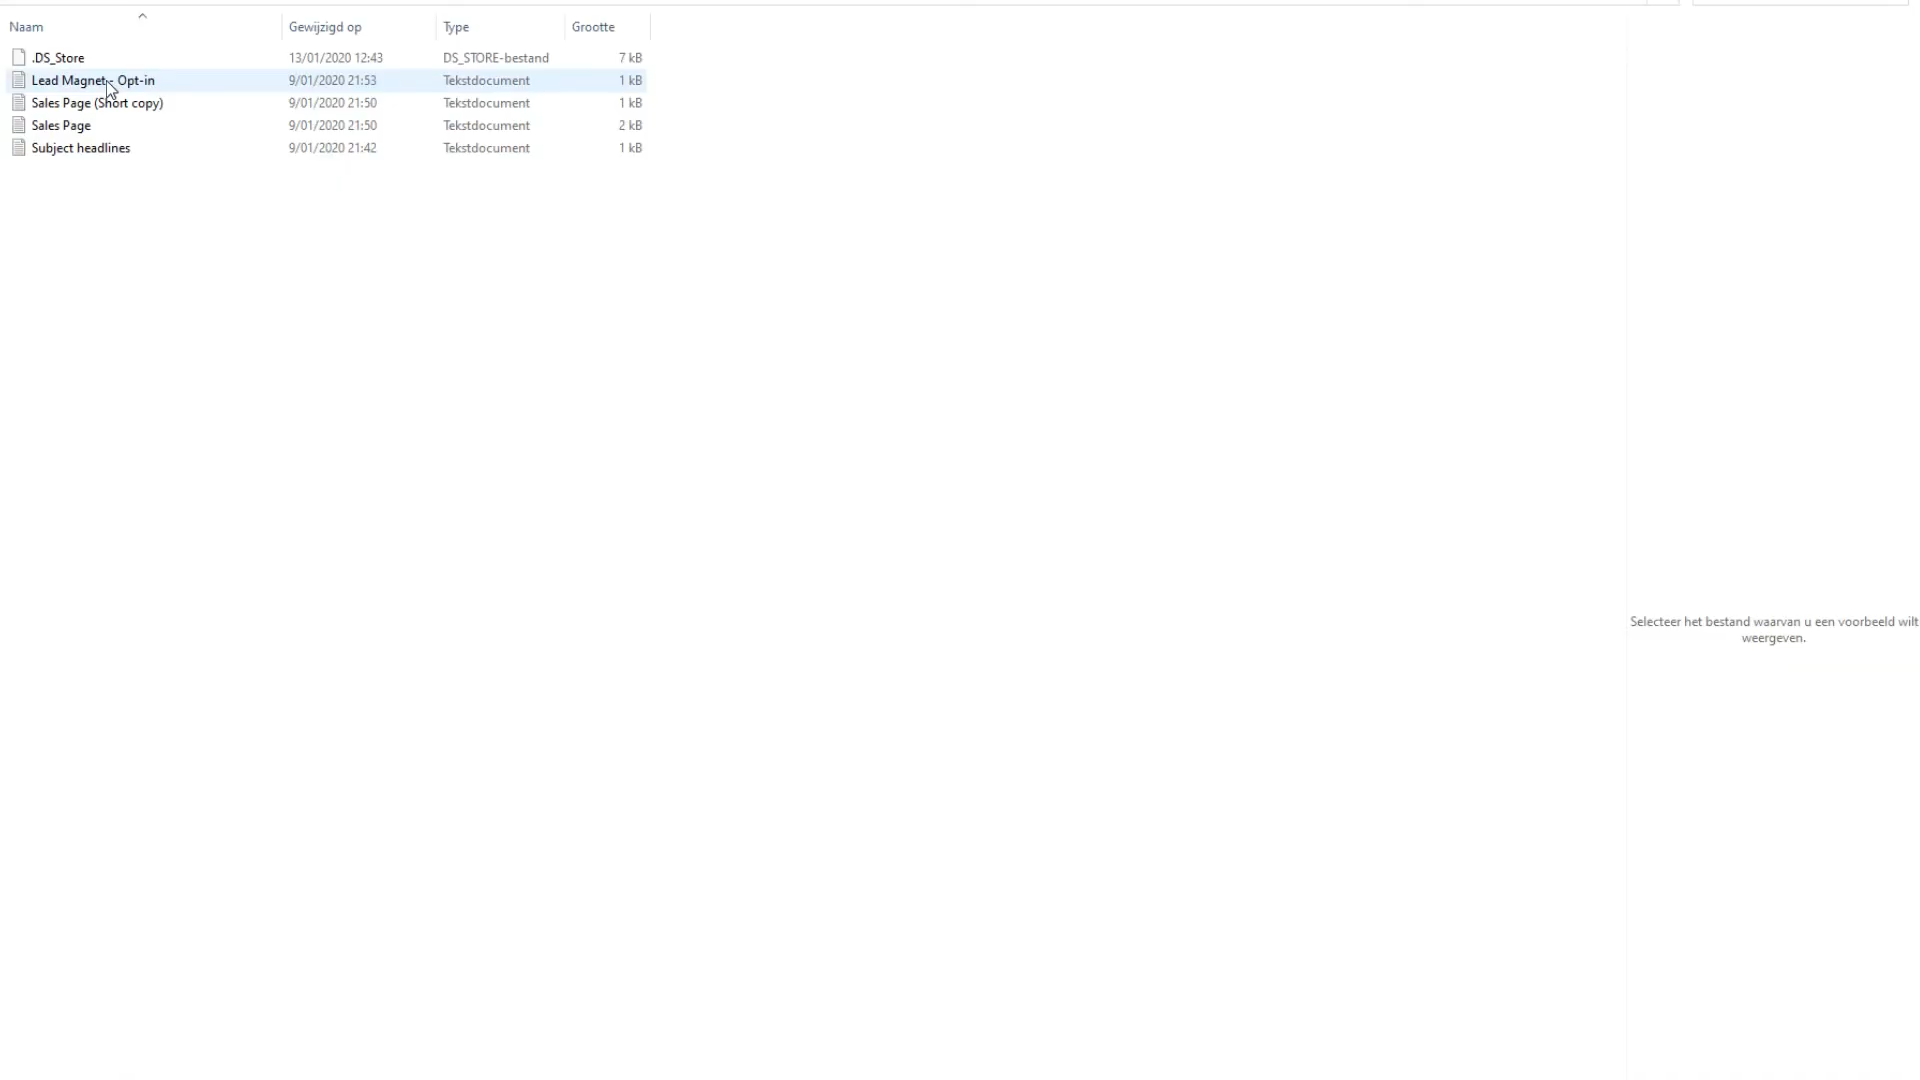 Naam Gewijzigd op Type Grootte
.DS_Store 13/01/2020 12:43 DS_STORE-bestand 7 kB
Lead Magnet - Opt-in 9/01/2020 21:53 Tekstdocument 1 kB
Sales Page (Short copy) 9/01/2020 21:50 Tekstdocument 1 kB
Sales Page 9/01/2020 21:50 Tekstdocument 2 kB
Subject headlines 9/01/2020 21:42 Tekstdocument 1 kB
Selecteer het bestand waarvan u een voorbeeld wilt
weergeven.